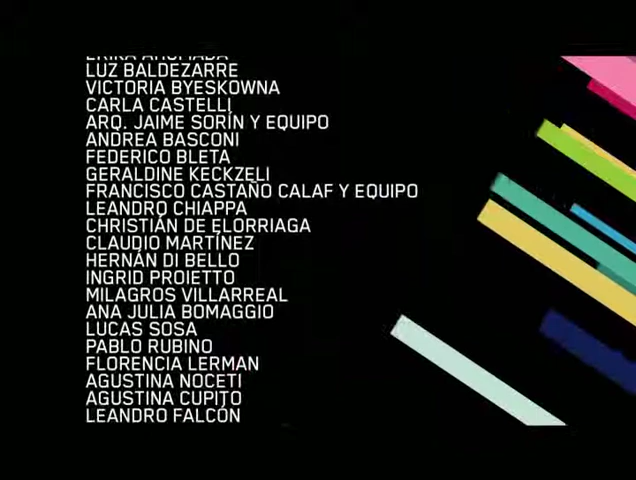 ERIKA AHUMADA
LUZ BALDEZARRE
VICTORIA BYESKOWNA
CARLA CASTELLI
ARQ. JAIME SORÍN Y EQUIPO
ANDREA BASCONI
FEDERICO BLETA
GERALDINE KECKZELI
FRANCISCO CASTAÑO CALAF Y EQUIPO
LEANDRO CHIAPPA
CHRISTIÁN DE ELORRIAGA
CLAUDIO MARTÍNEZ
HERNÁN DI BELLO
INGRID PROIETTO
MILAGROS VILLARREAL
ANA JULIA BOMAGGIO
LUCAS SOSA
PABLO RUBINO
FLORENCIA LERMAN
AGUSTINA NOCETI
AGUSTINA CUPITO
LEANDRO FALCÓN